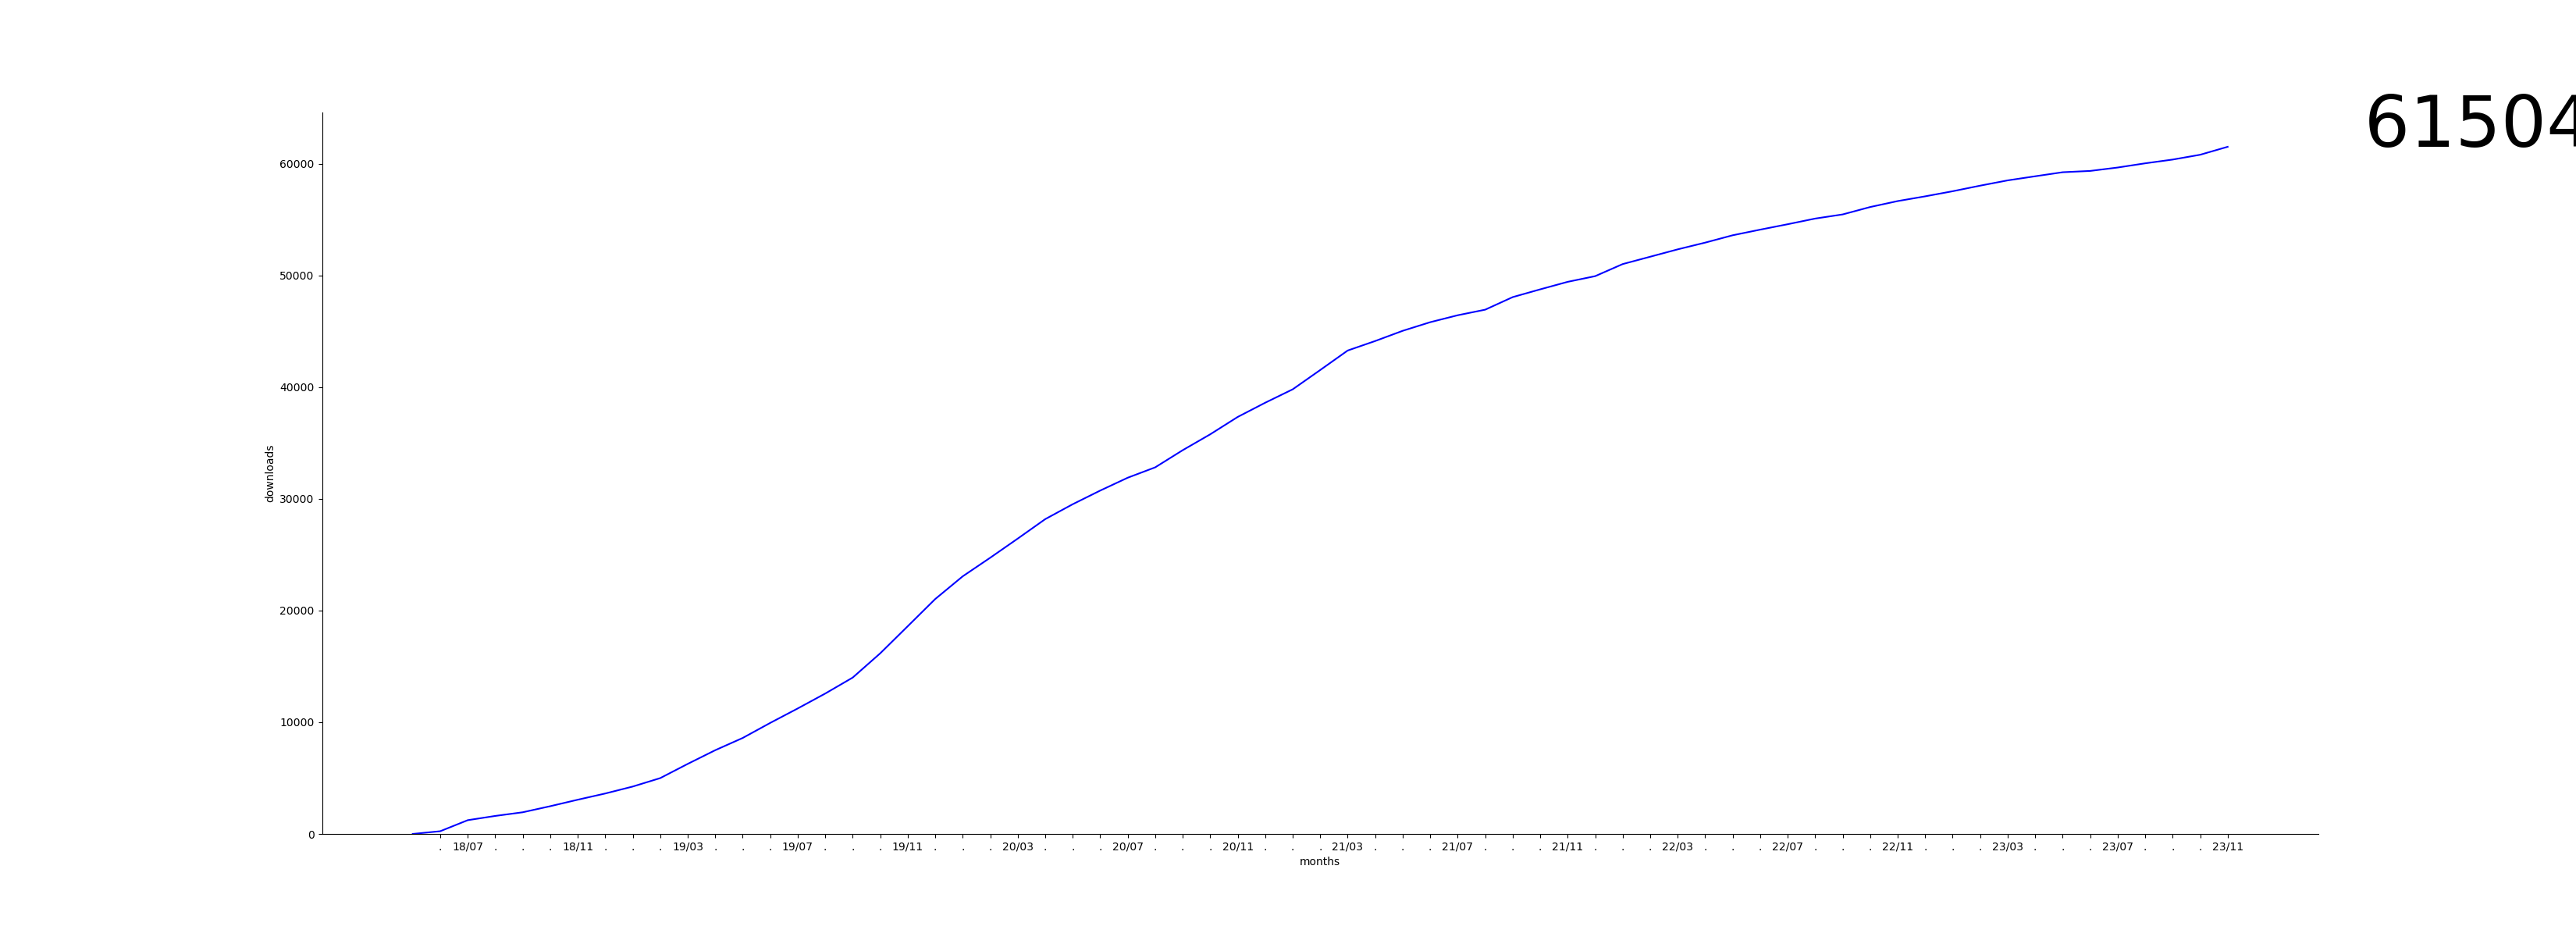 61504
60000
50000
40000
30000
20000
10000
0
downloads
. 18/07 . . . 18/11 . . . 19/03 . . . 19/07 . . . 19/11 . . . 20/03 . . . 20/07 . . . 20/11 . . . 21/03 . . . 21/07 . . . 21/11 . . . 22/03 . . . 22/07 . . . 22/11 . . . 23/03 . . . 23/07 . . . 23/11
months